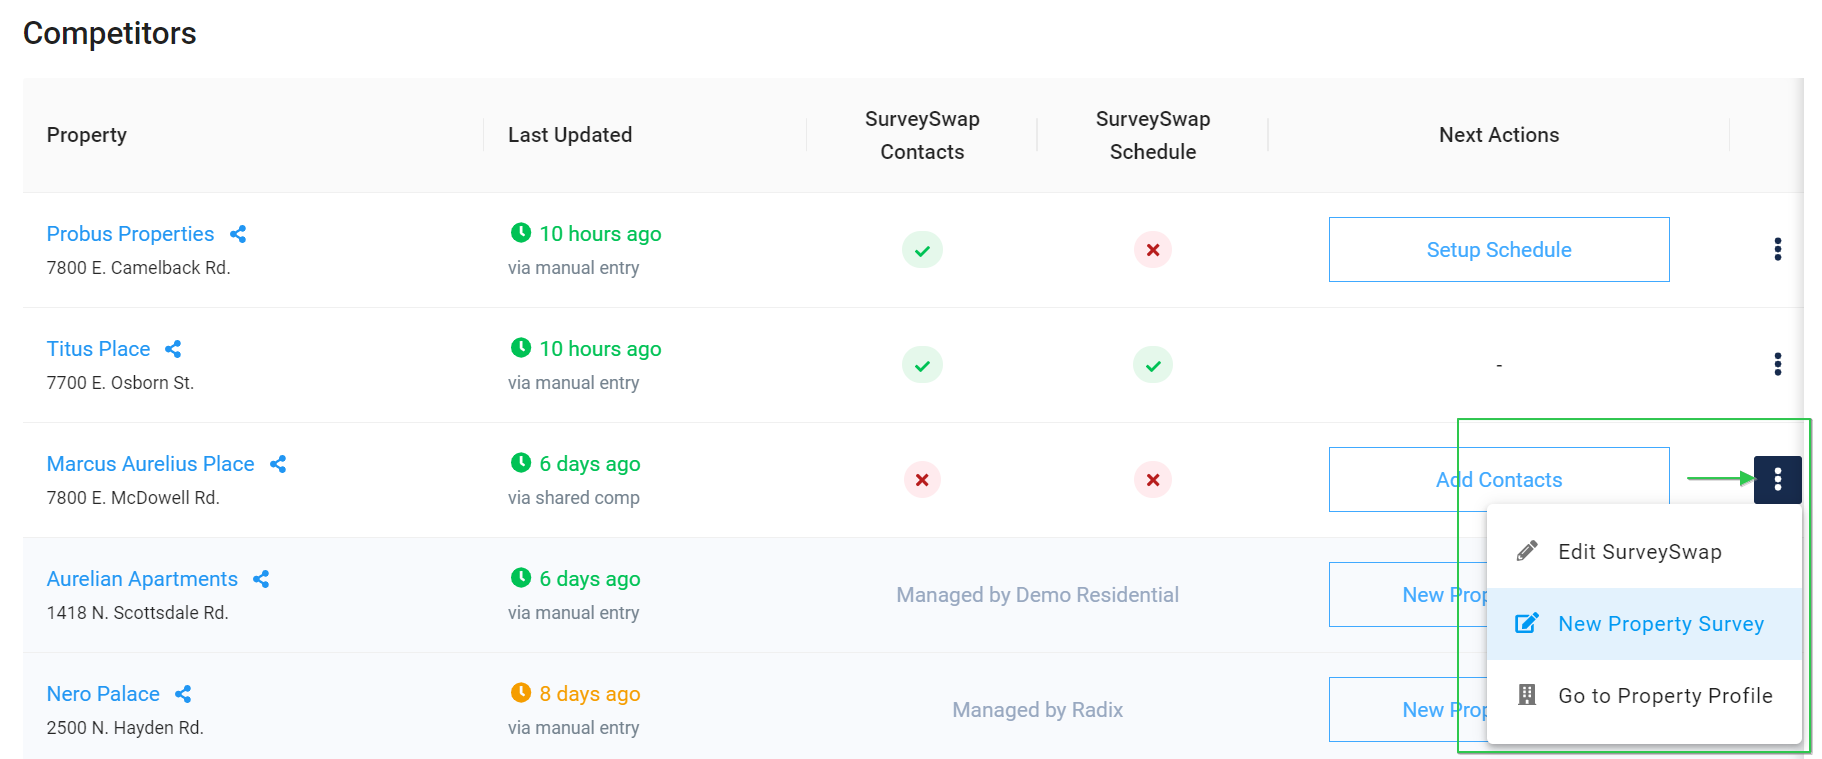 Competitors
Property
Last Updated
SurveySwap
Contacts
SurveySwap
Schedule
Next Actions
Probus Properties
7800 E. Camelback Rd.
10 hours ago
via manual entry
Setup Schedule
Titus Place
7700 E. Osborn St.
10 hours ago
via manual entry
-
Marcus Aurelius Place
7800 E. McDowell Rd.
6 days ago
via shared comp
Add Contacts
Edit SurveySwap
New Property Survey
Go to Property Profile
Aurelian Apartments
1418 N. Scottsdale Rd.
6 days ago
via manual entry
Managed by Demo Residential
New Prop
Nero Palace
2500 N. Hayden Rd.
8 days ago
via manual entry
Managed by Radix
New Prop